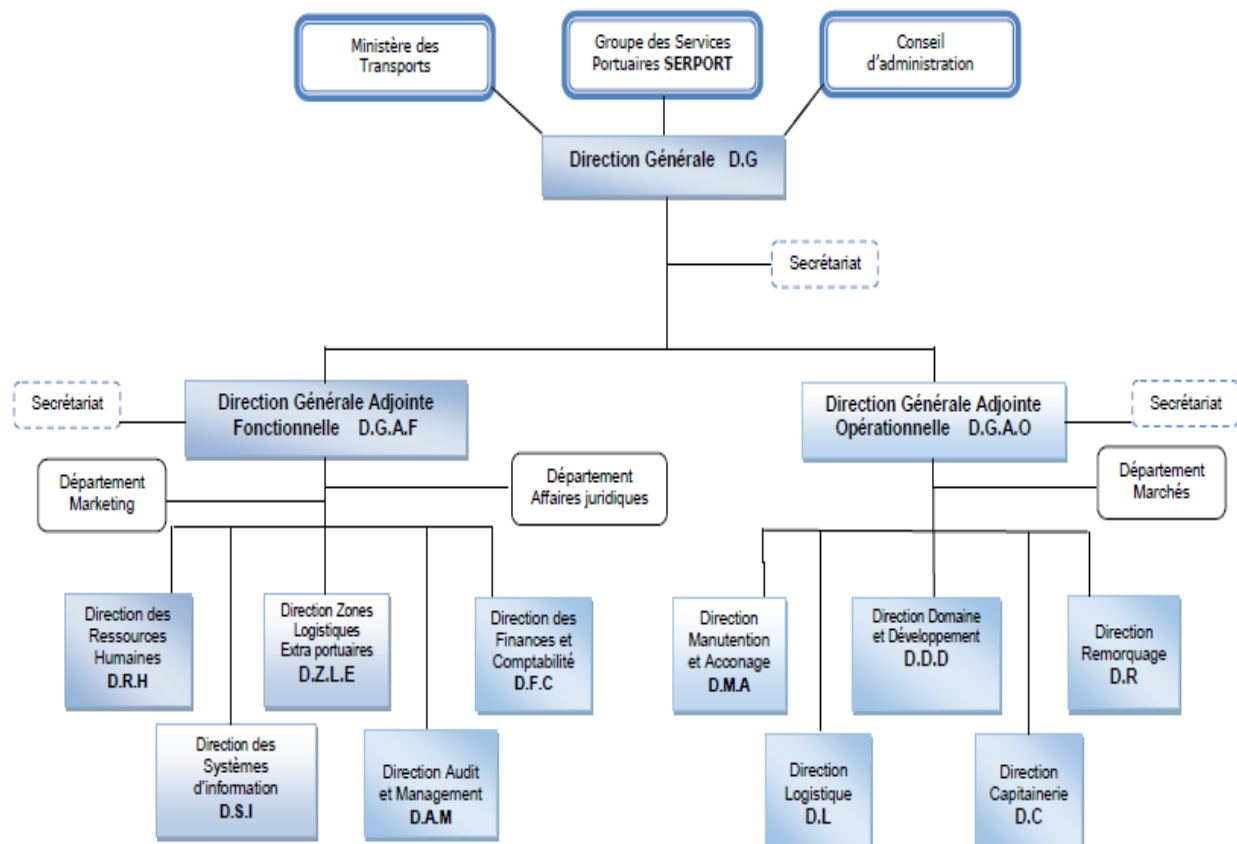 Ministère des
Transports
Groupe des Services
Portuaires SERPORT
Conseil
d'administration
Direction Générale D.G
Secrétariat
Secrétariat
Direction Générale Adjointe
Fonctionnelle D.G.A.F
Direction Générale Adjointe
Opérationnelle D.G.A.O
Secrétariat
Département
Marketing
Département
Affaires juridiques
Département
Marchés
Direction des
Ressources
Humaines
D.R.H
Direction Zones
Logistiques
Extra portuaires
D.Z.L.E
Direction des
Finances et
Comptabilité
D.F.C
Direction
Manutention
et Acconage
D.M.A
Direction Domaine
et Développement
D.D.D
Direction
Remorquage
D.R
Direction des
Systèmes
d'information
D.S.I
Direction Audit
et Management
D.A.M
Direction
Logistique
D.L
Direction
Capitainerie
D.C